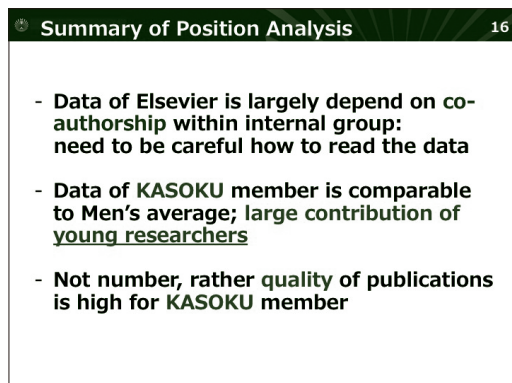 Summary of Position Analysis
16
- Data of Elsevier is largely depend on co-
authorship within internal group:
need to be careful how to read the data
- Data of KASOKU member is comparable
to Men’s average; large contribution of
young researchers
- Not number, rather quality of publications
is high for KASOKU member